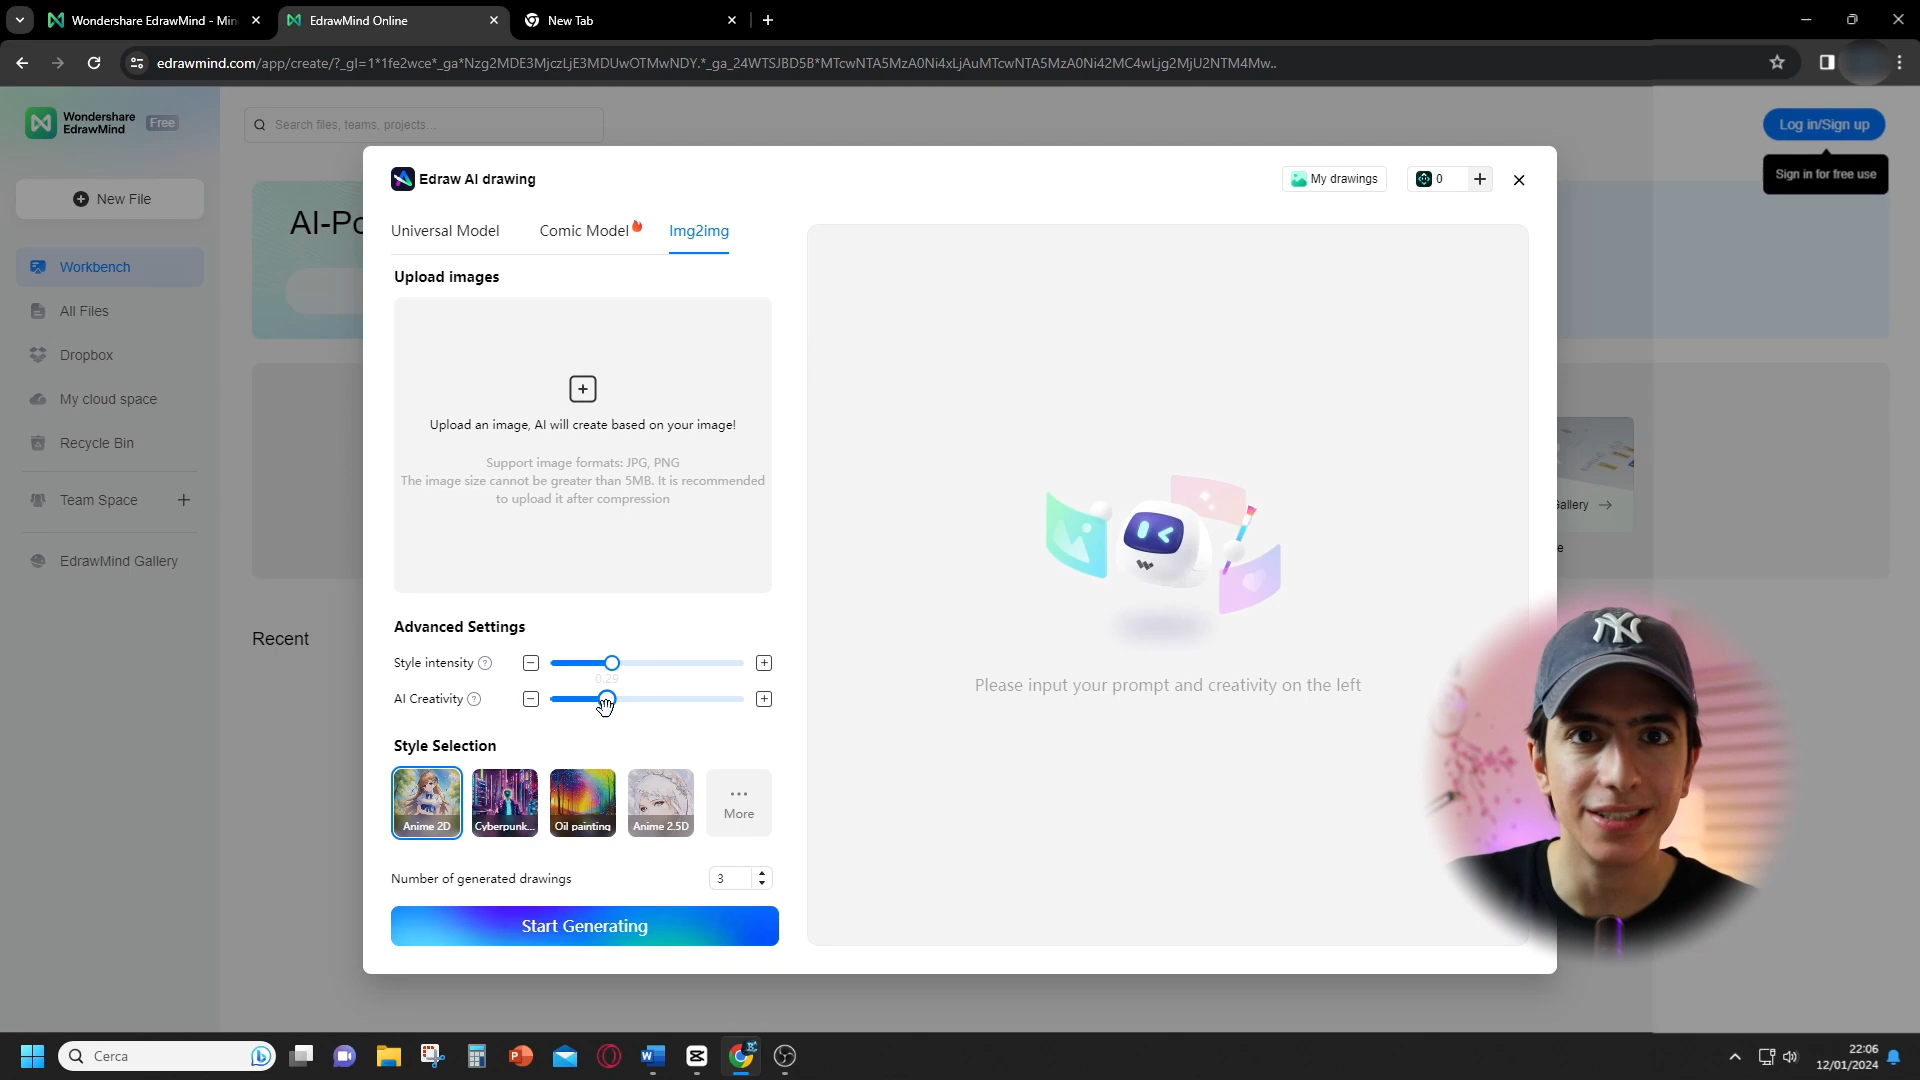 Wondershare EdrawMind - Min
EdrawMind Online
New Tab
edrawmind.com/app/create/?_gl=1*1fe2wce*_ga*Nzg2MDE3MjczLjE3MDUwOTMwNDY.*_ga_24WTSJBD5B*MTcwNTA5MzA0Ni4xLjAuMTcwNTA5MzA0Ni42MC4wLjg2MjU2NTM4Mw..
Wondershare
EdrawMind
Free
Search files, teams, projects...
Log in/Sign up
Sign in for free use
New File
Workbench
All Files
Dropbox
My cloud space
Recycle Bin
Team Space
EdrawMind Gallery
AI-Po
Recent
Edraw AI drawing
My drawings
0
Universal Model
Comic Model
Img2img
Upload images
Upload an image, AI will create based on your image!
Support image formats: JPG, PNG
The image size cannot be greater than 5MB. It is recommended
to upload it after compression
Advanced Settings
Style intensity
0.29
AI Creativity
Style Selection
Anime 2D
Cyberpunk...
Oil painting
Anime 2.5D
More
Number of generated drawings
3
Start Generating
Please input your prompt and creativity on the left
Gallery
e
NY
Cerca
22:06
12/01/2024